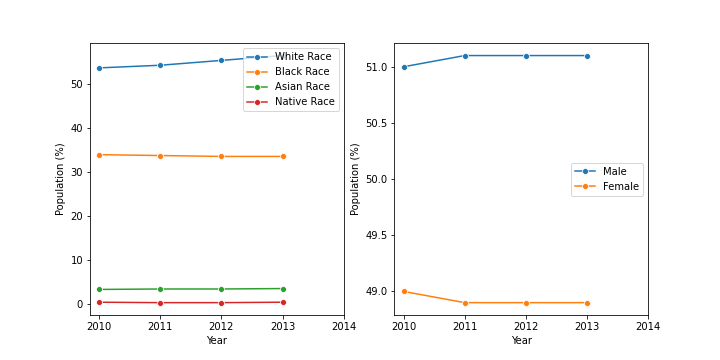 Population (%)
50
40
30
20
10
0
2010 2011 2012 2013 2014
Year
White Race
Black Race
Asian Race
Native Race
Population (%)
51.0
50.5
50.0
49.5
49.0
2010 2011 2012 2013 2014
Year
Male
Female